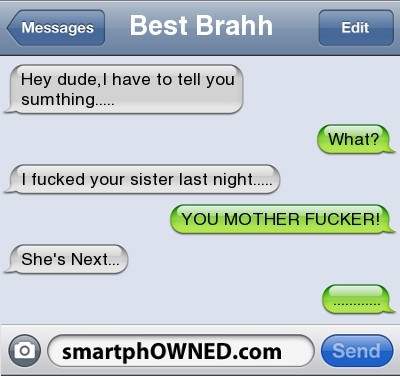 Messages
Best Brahh
Edit
Hey dude,I have to tell you
sumthing.....
What?
I fucked your sister last night.....
YOU MOTHER FUCKER!
She's Next...
............
smartphOWNED.com
Send